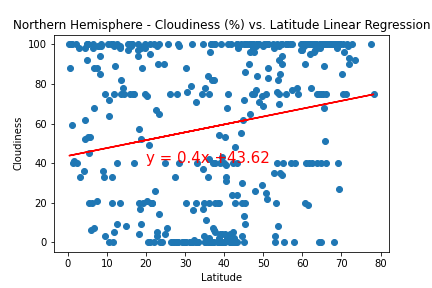 Northern Hemisphere - Cloudiness (%) vs. Latitude Linear Regression
100
80
60
40
20
0
Cloudiness
y = 0.4x +43.62
0 10 20 30 40 50 60 70 80
Latitude